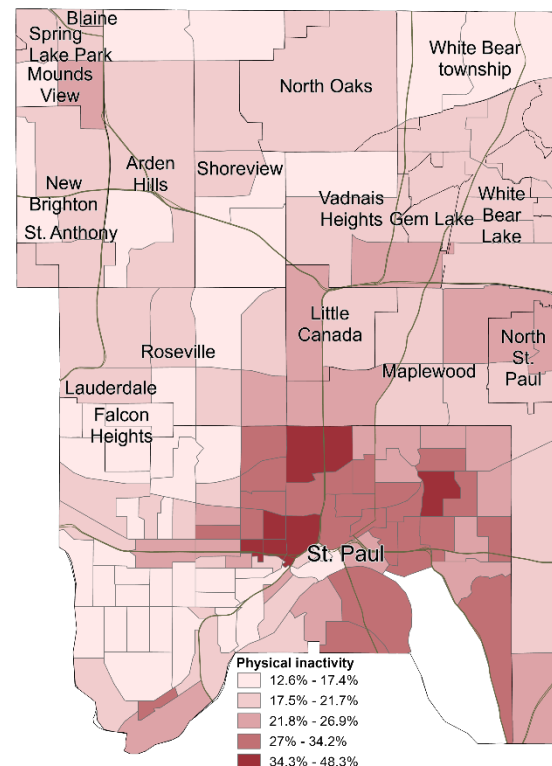 Blaine
Spring
Lake Park
Mounds
View
North Oaks
White Bear
township
New
Brighton
Arden
Hills
Shoreview
Vadnais
Heights
Gem Lake
White
Bear
Lake
St. Anthony
Little
Canada
Roseville
North
St.
Paul
Maplewood
Lauderdale
Falcon
Heights
St. Paul
Physical inactivity
12.6% - 17.4%
17.5% - 21.7%
21.8% - 26.9%
27% - 34.2%
34.3% - 48.3%